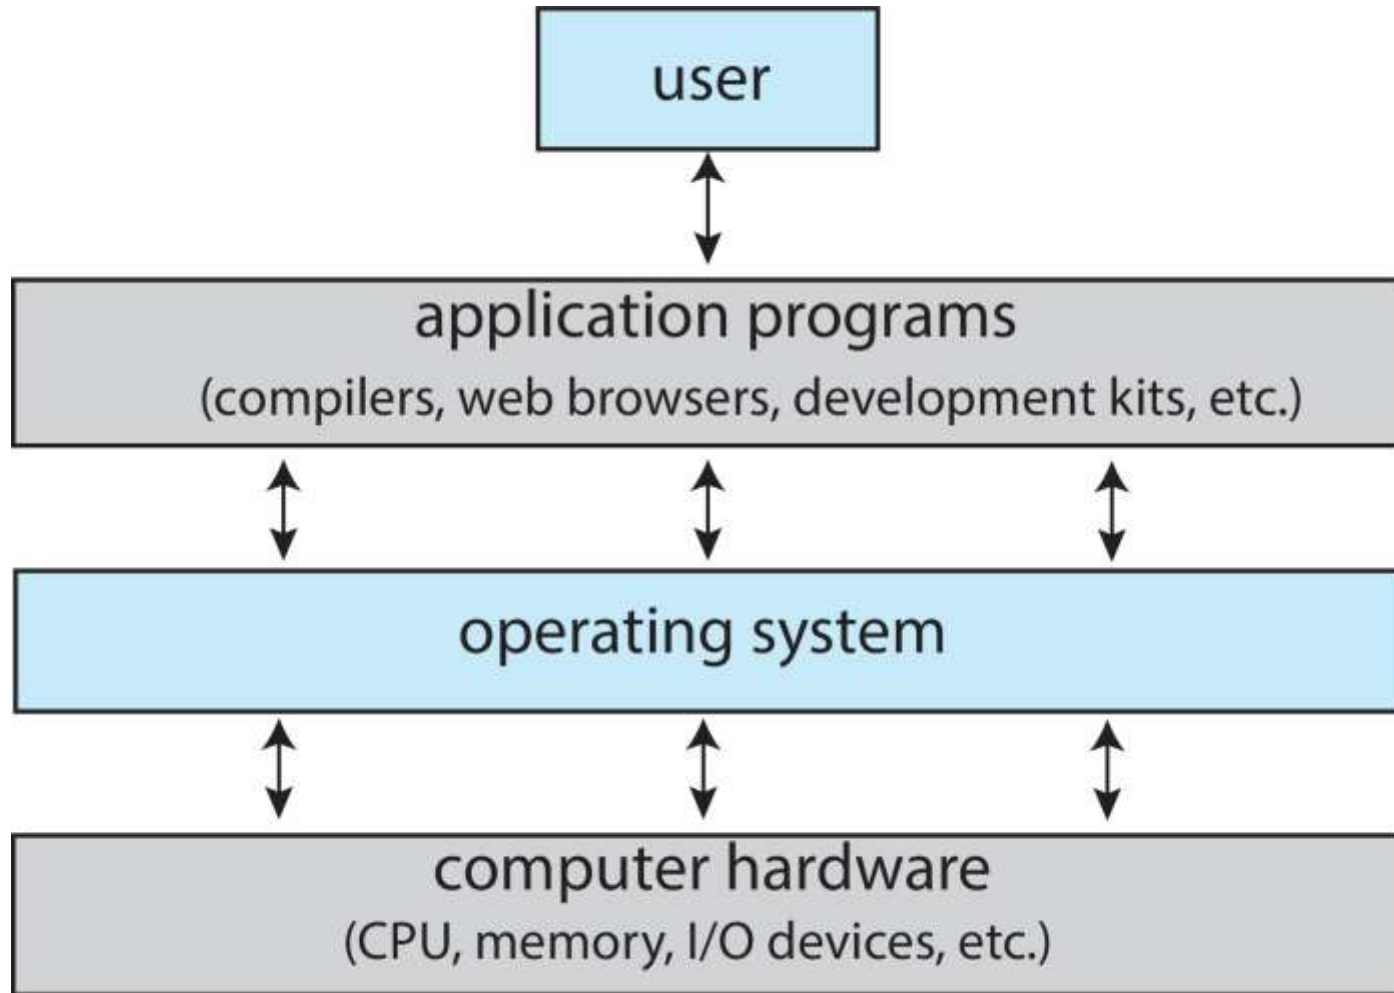 user
application programs
(compilers, web browsers, development kits, etc.)
operating system
computer hardware
(CPU, memory, I/O devices, etc.)